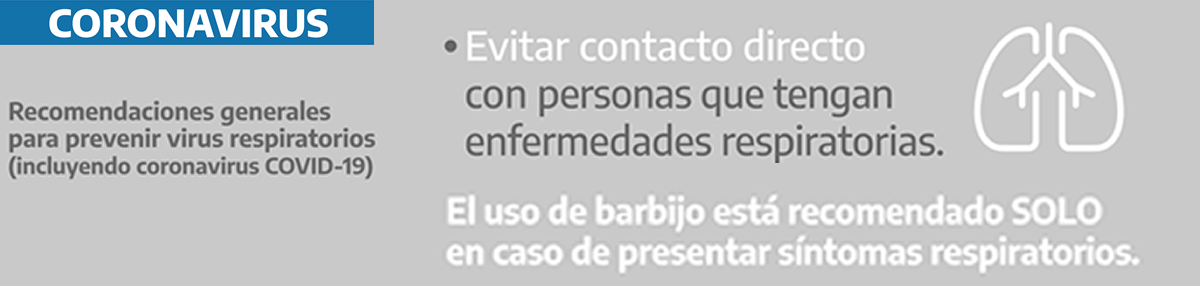 CORONAVIRUS
Recomendaciones generales
para prevenir virus respiratorios
(incluyendo coronavirus COVID-19)
• Evitar contacto directo
con personas que tengan
enfermedades respiratorias.
El uso de barbijo está recomendado SOLO
en caso de presentar síntomas respiratorios.